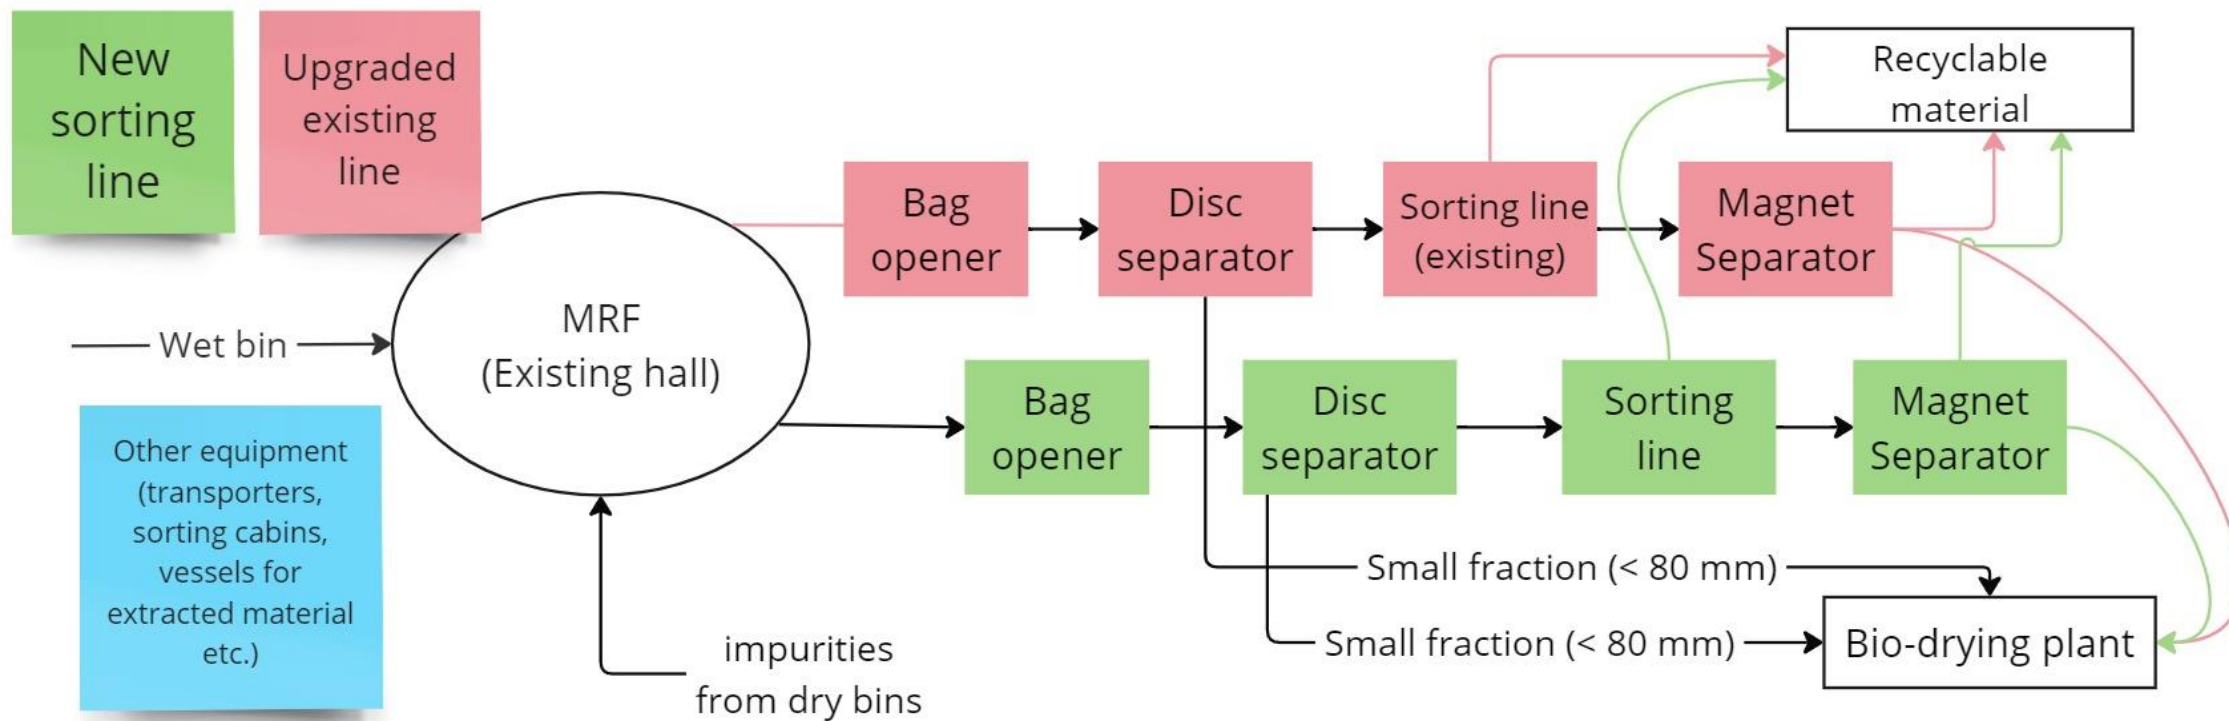 New
sorting
line
Upgraded
existing
line
Recyclable
material
Bag
opener
Disc
separator
Sorting line
(existing)
Magnet
Separator
MRF
(Existing hall)
Wet bin
Bag
opener
Disc
separator
Sorting
line
Magnet
Separator
Other equipment
(transporters,
sorting cabins,
vessels for
extracted material
etc.)
Small fraction (< 80 mm)
Small fraction (< 80 mm)
Bio-drying plant
impurities
from dry bins